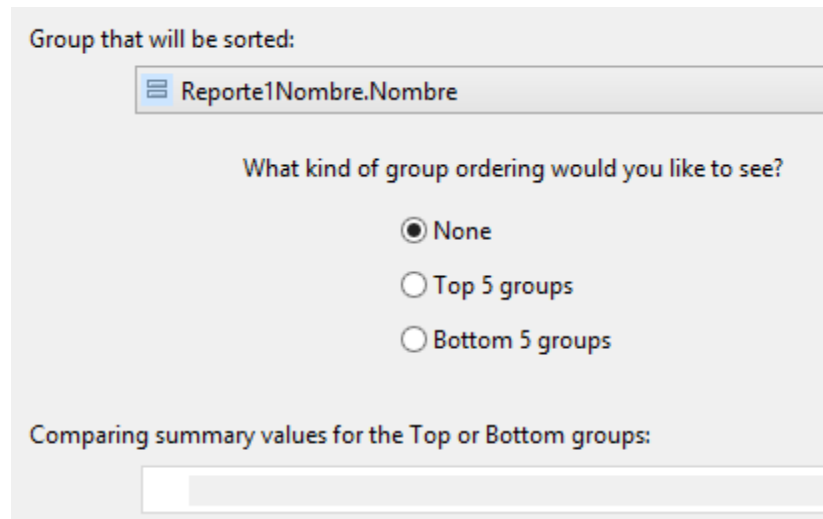 Group that will be sorted:
Reporte1Nombre.Nombre
What kind of group ordering would you like to see?
None
Top 5 groups
Bottom 5 groups
Comparing summary values for the Top or Bottom groups: